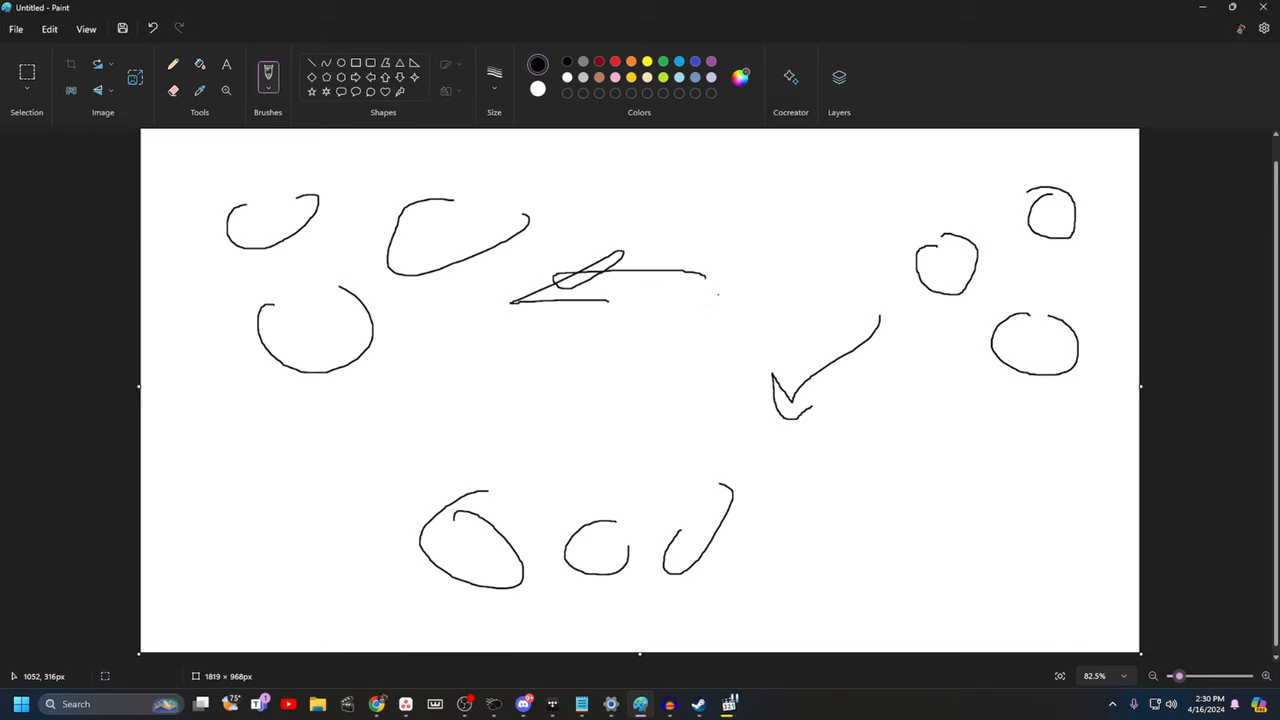 Untitled - Paint
File Edit View
Selection Image Tools Brushes Shapes Size Colors Cocreator Layers
1052, 316px 1819 × 968px 82.5%
75°
Search
2:30 PM
4/16/2024